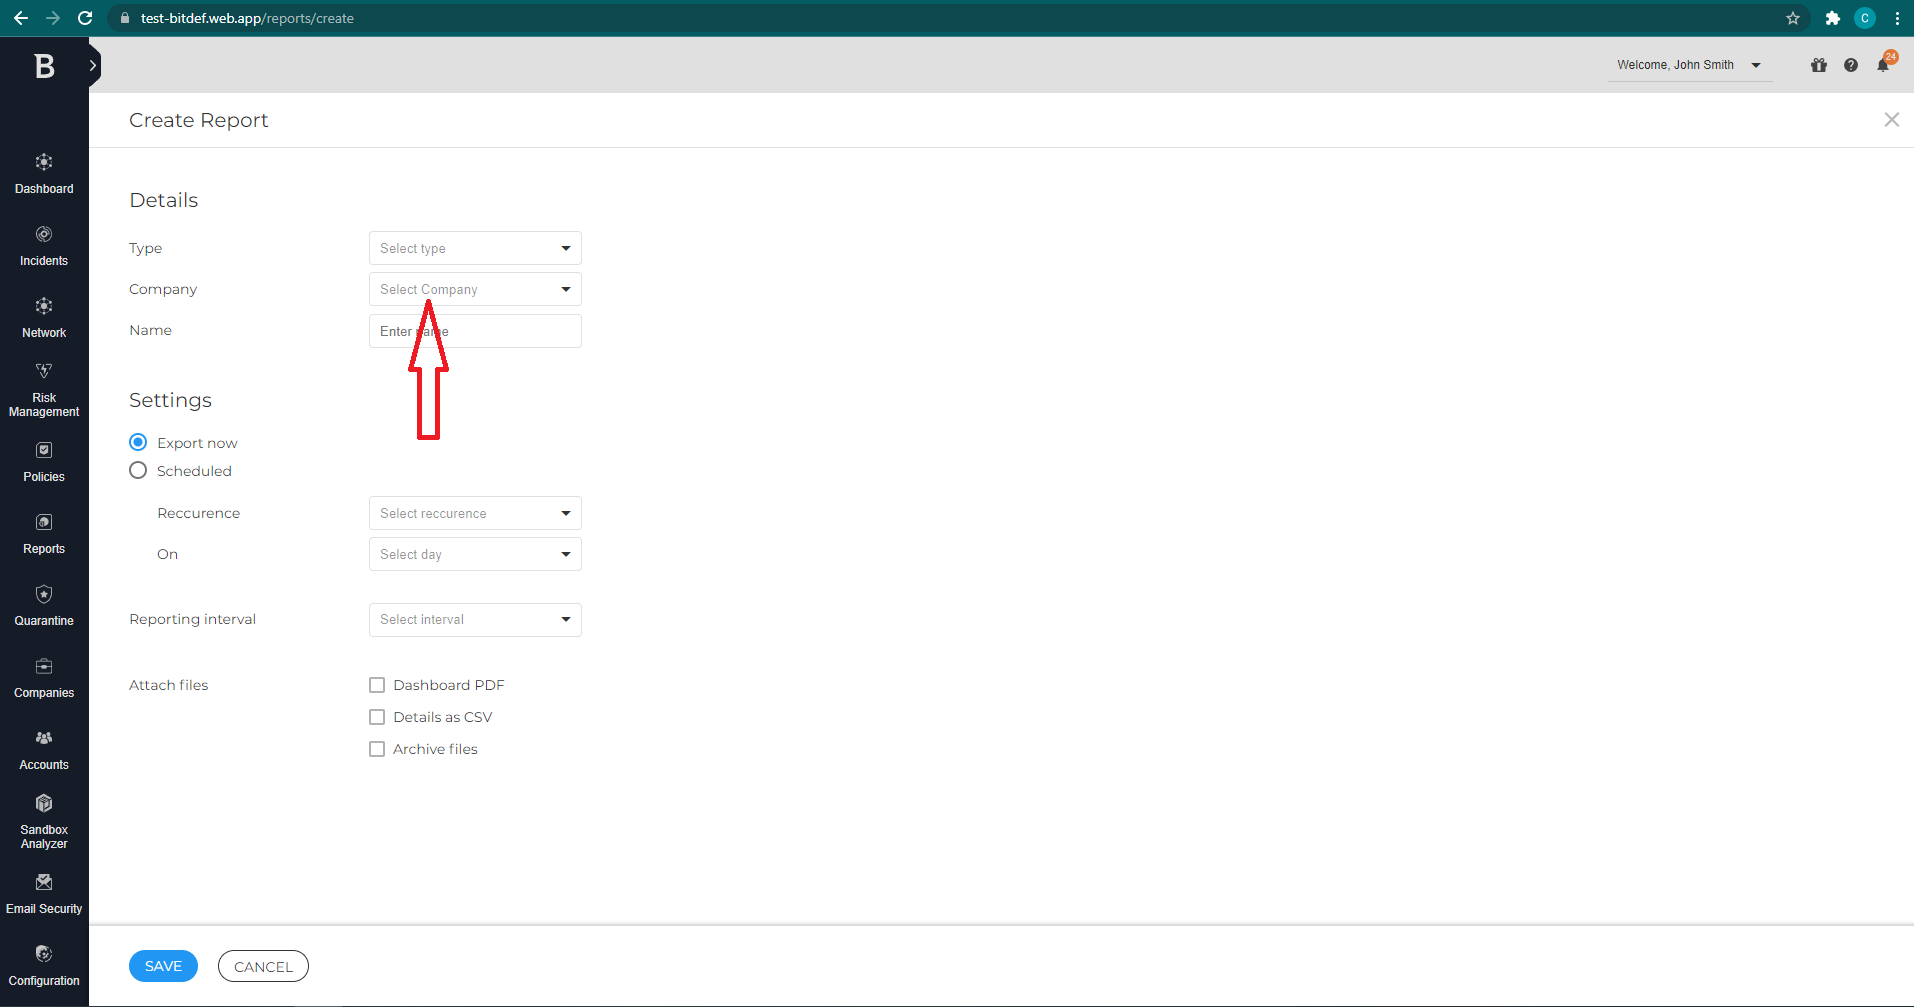 test-bitdef.web.app/reports/create
B
Welcome, John Smith
24
Create Report
Dashboard
Incidents
Network
Risk
Management
Policies
Reports
Quarantine
Companies
Accounts
Sandbox
Analyzer
Email Security
Configuration
Details
Type
Select type
Company
Select Company
Name
Enter name
Settings
Export now
Scheduled
Reccurence
Select reccurence
On
Select day
Reporting interval
Select interval
Attach files
Dashboard PDF
Details as CSV
Archive files
SAVE
CANCEL
C